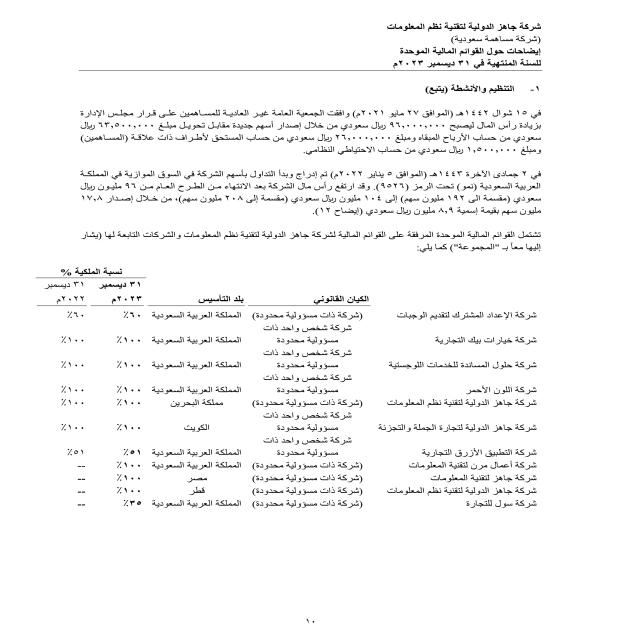 شركة جاهز الدولية لتقنية نظم المعلومات
(شركة مساهمة سعودية)
إيضاحات حول القوائم المالية الموحدة
للسنة المنتهية في ٣١ ديسمبر ٢٠٢٣م
١- التنظيم والأنشطة (يتبع)
في ١٥ شوال ١٤٤٢هـ (الموافق ٢٧ مايو ٢٠٢١م) وافقت الجمعية العامة غير العادية للمساهمين على قرار مجلس الإدارة
بزيادة رأس المال ليصبح ٩٦,٠٠٠,٠٠٠ ريال سعودي من خلال إصدار أسهم جديدة مقابل تحويل مبلغ ٦٣,٥٠٠,٠٠٠ ريال
سعودي من حساب الأرباح المبقاه ومبلغ ٢٦,٠٠٠,٠٠٠ ريال سعودي من حساب المستحق لأطراف ذات علاقة (المساهمين)
ومبلغ ١,٥٠٠,٠٠٠ ريال سعودي من حساب الاحتياطي النظامي.
في ٢ جمادى الآخرة ١٤٤٣هـ (الموافق ٥ يناير ٢٠٢٢م) تم إدراج وبدأ التداول بأسهم الشركة في السوق الموازية في المملكة
العربية السعودية (نمو) تحت الرمز (٩٥٢٦). وقد ارتفع رأس مال الشركة بعد الانتهاء من الطرح العام من ٩٦ مليون ريال
سعودي (مقسمة الى ١٩٢ مليون سهم) إلى ١٠٤ مليون ريال سعودي (مقسمة إلى ٢٠٨ مليون سهم)، من خلال إصدار ١٧,٨
مليون سهم بقيمة إسمية ٨,٩ مليون ريال سعودي (إيضاح ١٢).
تشتمل القوائم المالية الموحدة المرفقة على القوائم المالية لشركة جاهز الدولية لتقنية نظم المعلومات والشركات التابعة لها (يشار
إليها معاً بـ "المجموعة") كما يلي:
نسبة الملكية %
٣١ ديسمبر ٣١ ديسمبر
الكيان القانوني بلد التأسيس ٢٠٢٣م ٢٠٢٢م
شركة الإعداد المشترك لتقديم الوجبات (شركة ذات مسؤولية محدودة) المملكة العربية السعودية ٦٠٪ ٦٠٪
شركة شخص واحد ذات
شركة خيارات بيك التجارية مسؤولية محدودة المملكة العربية السعودية ١٠٠٪ ١٠٠٪
شركة شخص واحد ذات
شركة حلول المساندة للخدمات اللوجستية مسؤولية محدودة المملكة العربية السعودية ١٠٠٪ ١٠٠٪
شركة شخص واحد ذات
شركة اللون الأحمر مسؤولية محدودة المملكة العربية السعودية ١٠٠٪ ١٠٠٪
شركة جاهز الدولية لتقنية نظم المعلومات (شركة ذات مسؤولية محدودة) مملكة البحرين ١٠٠٪ ١٠٠٪
شركة شخص واحد ذات
شركة جاهز الدولية لتجارة الجملة والتجزئة مسؤولية محدودة الكويت ١٠٠٪ ١٠٠٪
شركة شخص واحد ذات
شركة التطبيق الأزرق التجارية مسؤولية محدودة المملكة العربية السعودية ٥١٪ ٥١٪
شركة أعمال مرن لتقنية المعلومات (شركة ذات مسؤولية محدودة) المملكة العربية السعودية ١٠٠٪ --
شركة جاهز لتقنية المعلومات (شركة ذات مسؤولية محدودة) مصر ١٠٠٪ --
شركة جاهز الدولية لتقنية نظم المعلومات (شركة ذات مسؤولية محدودة) قطر ١٠٠٪ --
شركة سول للتجارة (شركة ذات مسؤولية محدودة) المملكة العربية السعودية ٣٥٪ --
١٠